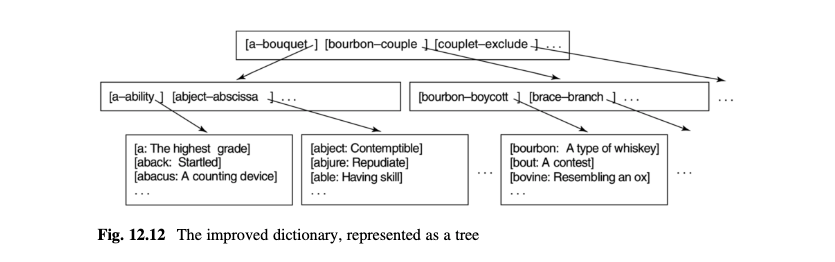 [a–bouquet ] [bourbon–couple ] [couplet–exclude ] ...
[a–ability ] [abject–abscissa ] ...
[bourbon–boycott ] [brace–branch ] ...
...
[a: The highest grade]
[aback: Startled]
[abacus: A counting device]
...
[abject: Contemptible]
[abjure: Repudiate]
[able: Having skill]
...
...
[bourbon: A type of whiskey]
[bout: A contest]
[bovine: Resembling an ox]
...
...
Fig. 12.12 The improved dictionary, represented as a tree